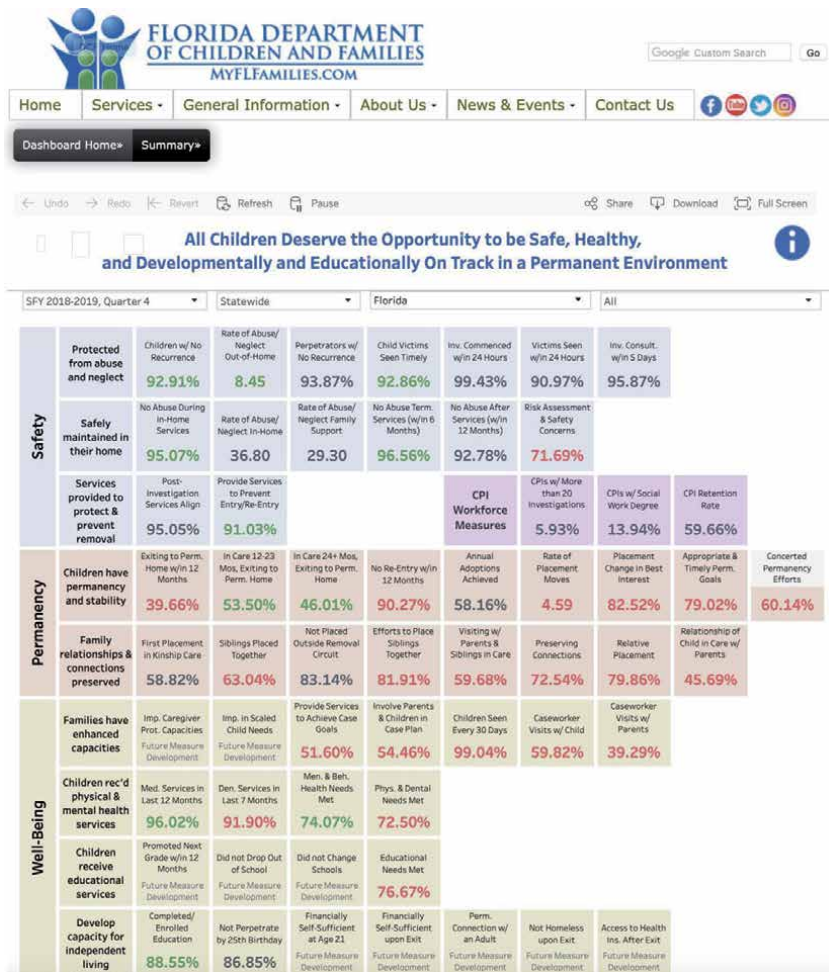 FLORIDA DEPARTMENT
OF CHILDREN AND FAMILIES
MYFLFAMILIES.COM
Google Custom Search
Go
Home
Services
General Information
About Us
News & Events
Contact Us
Dashboard Home»
Summary»
← Undo
→ Redo
Revert
Refresh
Pause
Share
Download
Full Screen
All Children Deserve the Opportunity to be Safe, Healthy,
and Developmentally and Educationally On Track in a Permanent Environment
i
SFY 2018-2019, Quarter 4
Statewide
Florida
All
Safety
Protected
from abuse
and neglect
Children w/ No
Recurrence
92.91%
Rate of Abuse/
Neglect
Out-of-Home
8.45
Perpetrators w/
No Recurrence
93.87%
Child Victims
Seen Timely
92.86%
Inv. Commenced
w/in 24 Hours
99.43%
Victims Seen
w/in 24 Hours
90.97%
Inv. Consult.
w/in 5 Days
95.87%
Safely
maintained in
their home
No Abuse During
In-Home
Services
95.07%
Rate of Abuse/
Neglect In-Home
36.80
Rate of Abuse/
Neglect Family
Support
29.30
No Abuse Term.
Services (w/in 6
Months)
96.56%
No Abuse After
Services (w/in
12 Months)
92.78%
Risk Assessment
& Safety
Concerns
71.69%
Services
provided to
protect &
prevent
removal
Post-
Investigation
Services Align
95.05%
Provide Services
to Prevent
Entry/Re-Entry
91.03%
CPI
Workforce
Measures
CPIs w/ More
than 20
Investigations
5.93%
CPIs w/ Social
Work Degree
13.94%
CPI Retention
Rate
59.66%
Permanency
Children have
permanency
and stability
Exiting to Perm.
Home w/in 12
Months
39.66%
In Care 12-23
Mos, Exiting to
Perm. Home
53.50%
In Care 24+ Mos,
Exiting to Perm.
Home
46.01%
No Re-Entry w/in
12 Months
90.27%
Annual
Adoptions
Achieved
58.16%
Rate of
Placement
Moves
4.59
Placement
Change in Best
Interest
82.52%
Appropriate &
Timely Perm.
Goals
79.02%
Concerted
Permanency
Efforts
60.14%
Family
relationships &
connections
preserved
First Placement
in Kinship Care
58.82%
Siblings Placed
Together
63.04%
Not Placed
Outside Removal
Circuit
83.14%
Efforts to Place
Siblings
Together
81.91%
Visiting w/
Parents &
Siblings in Care
59.68%
Preserving
Connections
72.54%
Relative
Placement
79.86%
Relationship of
Child in Care w/
Parents
45.69%
Well-Being
Families have
enhanced
capacities
Imp. Caregiver
Prot. Capacities
Future Measure
Development
Imp. in Scaled
Child Needs
Future Measure
Development
Provide Services
to Achieve Case
Goals
51.60%
Involve Parents
& Children in
Case Plan
54.46%
Children Seen
Every 30 Days
99.04%
Caseworker
Visits w/ Child
59.82%
Caseworker
Visits w/
Parents
39.29%
Children rec'd
physical &
mental health
services
Med. Services in
Last 12 Months
96.02%
Den. Services in
Last 7 Months
91.90%
Men. & Beh.
Health Needs
Met
74.07%
Phys. & Dental
Needs Met
72.50%
Children
receive
educational
services
Promoted Next
Grade w/in 12
Months
Future Measure
Development
Did not Drop Out
of School
Future Measure
Development
Did not Change
Schools
Future Measure
Development
Educational
Needs Met
76.67%
Develop
capacity for
independent
living
Completed/
Enrolled
Education
88.55%
Not Perpetrate
by 25th Birthday
86.85%
Financially
Self-Sufficient
at Age 21
Future Measure
Development
Financially
Self-Sufficient
upon Exit
Future Measure
Development
Perm.
Connection w/
an Adult
Future Measure
Development
Not Homeless
upon Exit
Future Measure
Development
Access to Health
Ins. After Exit
Future Measure
Development